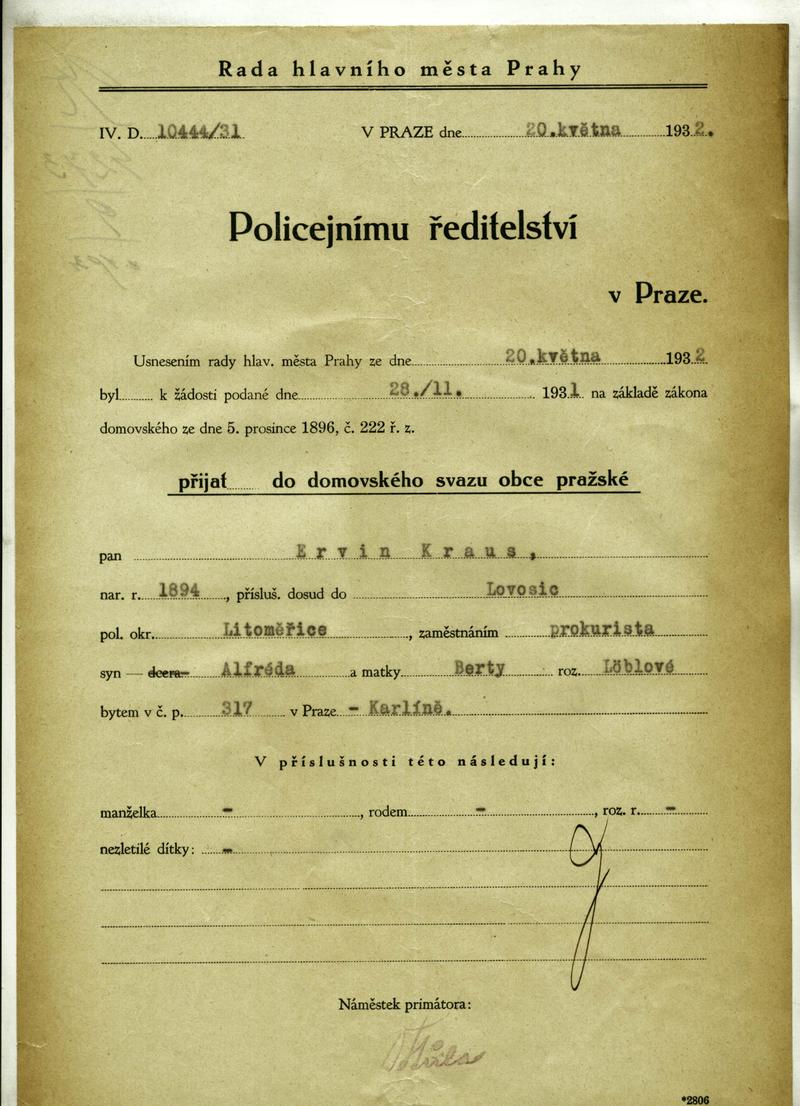 Rada hlavního města Prahy
IV. D. 10444/31 V PRAZE dne 20.května 1932.
Policejnímu ředitelství
v Praze.
Usnesením rady hlav. města Prahy ze dne 20.května 1932
byl k žádosti podané dne 28./11. 1931 na základě zákona
domovského ze dne 5. prosince 1896, č. 222 ř. z.
přijat do domovského svazu obce pražské
pan Ervin Kraus,
nar. r. 1894, přísluš. dosud do Lovosic
pol. okr. Litoměřice, zaměstnáním prokurista
syn — dcera Alfréda a matky Berty roz. Löblové
bytem v č. p. 317 v Praze - Karlíně.
V příslušnosti této následují:
manželka - , rodem - , roz. r. -
nezletilé dítky: -
Náměstek primátora:
*2806